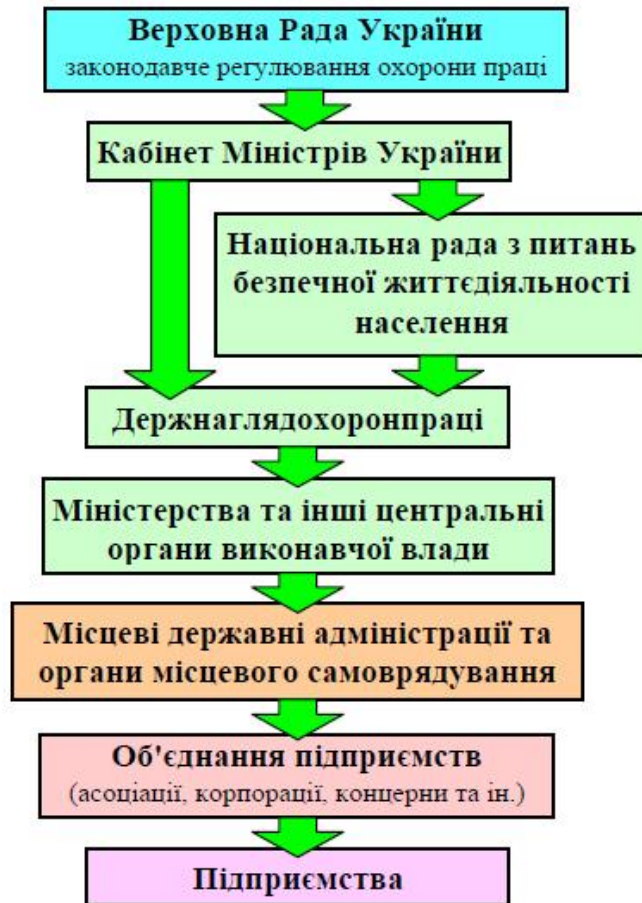 Верховна Рада України
законодавче регулювання охорони праці
Кабінет Міністрів України
Національна рада з питань
безпечної життєдіяльності
населення
Держнаглядохоронпраці
Міністерства та інші центральні
органи виконавчої влади
Місцеві державні адміністрації та
органи місцевого самоврядування
Об'єднання підприємств
(асоціації, корпорації, концерни та ін.)
Підприємства